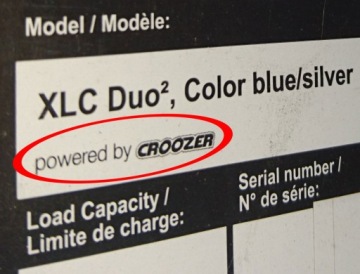 Model / Modèle:
XLC Duo², Color blue/silver
powered by CROOZER
Load Capacity /
Limite de charge:
Serial number /
N° de série: